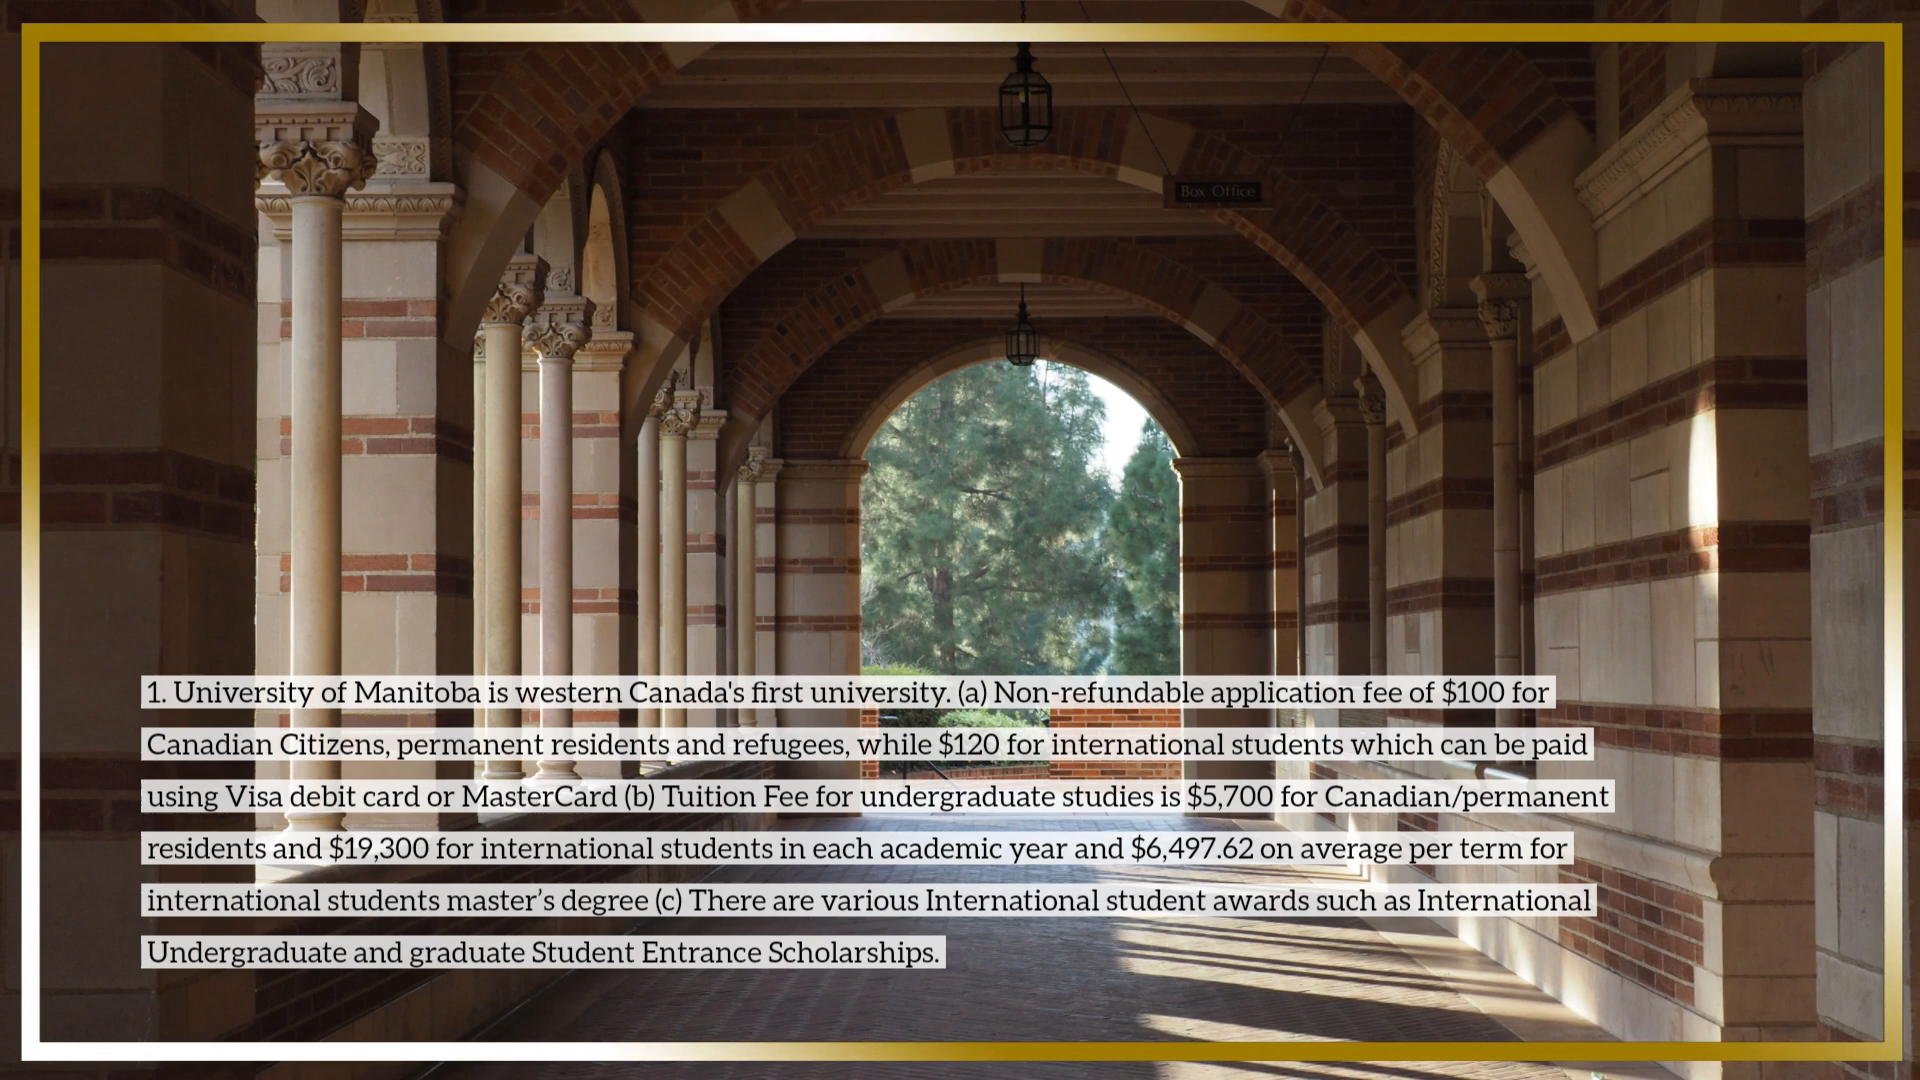 Box Office
1. University of Manitoba is western Canada's first university. (a) Non-refundable application fee of $100 for
Canadian Citizens, permanent residents and refugees, while $120 for international students which can be paid
using Visa debit card or MasterCard (b) Tuition Fee for undergraduate studies is $5,700 for Canadian/permanent
residents and $19,300 for international students in each academic year and $6,497.62 on average per term for
international students master’s degree (c) There are various International student awards such as International
Undergraduate and graduate Student Entrance Scholarships.